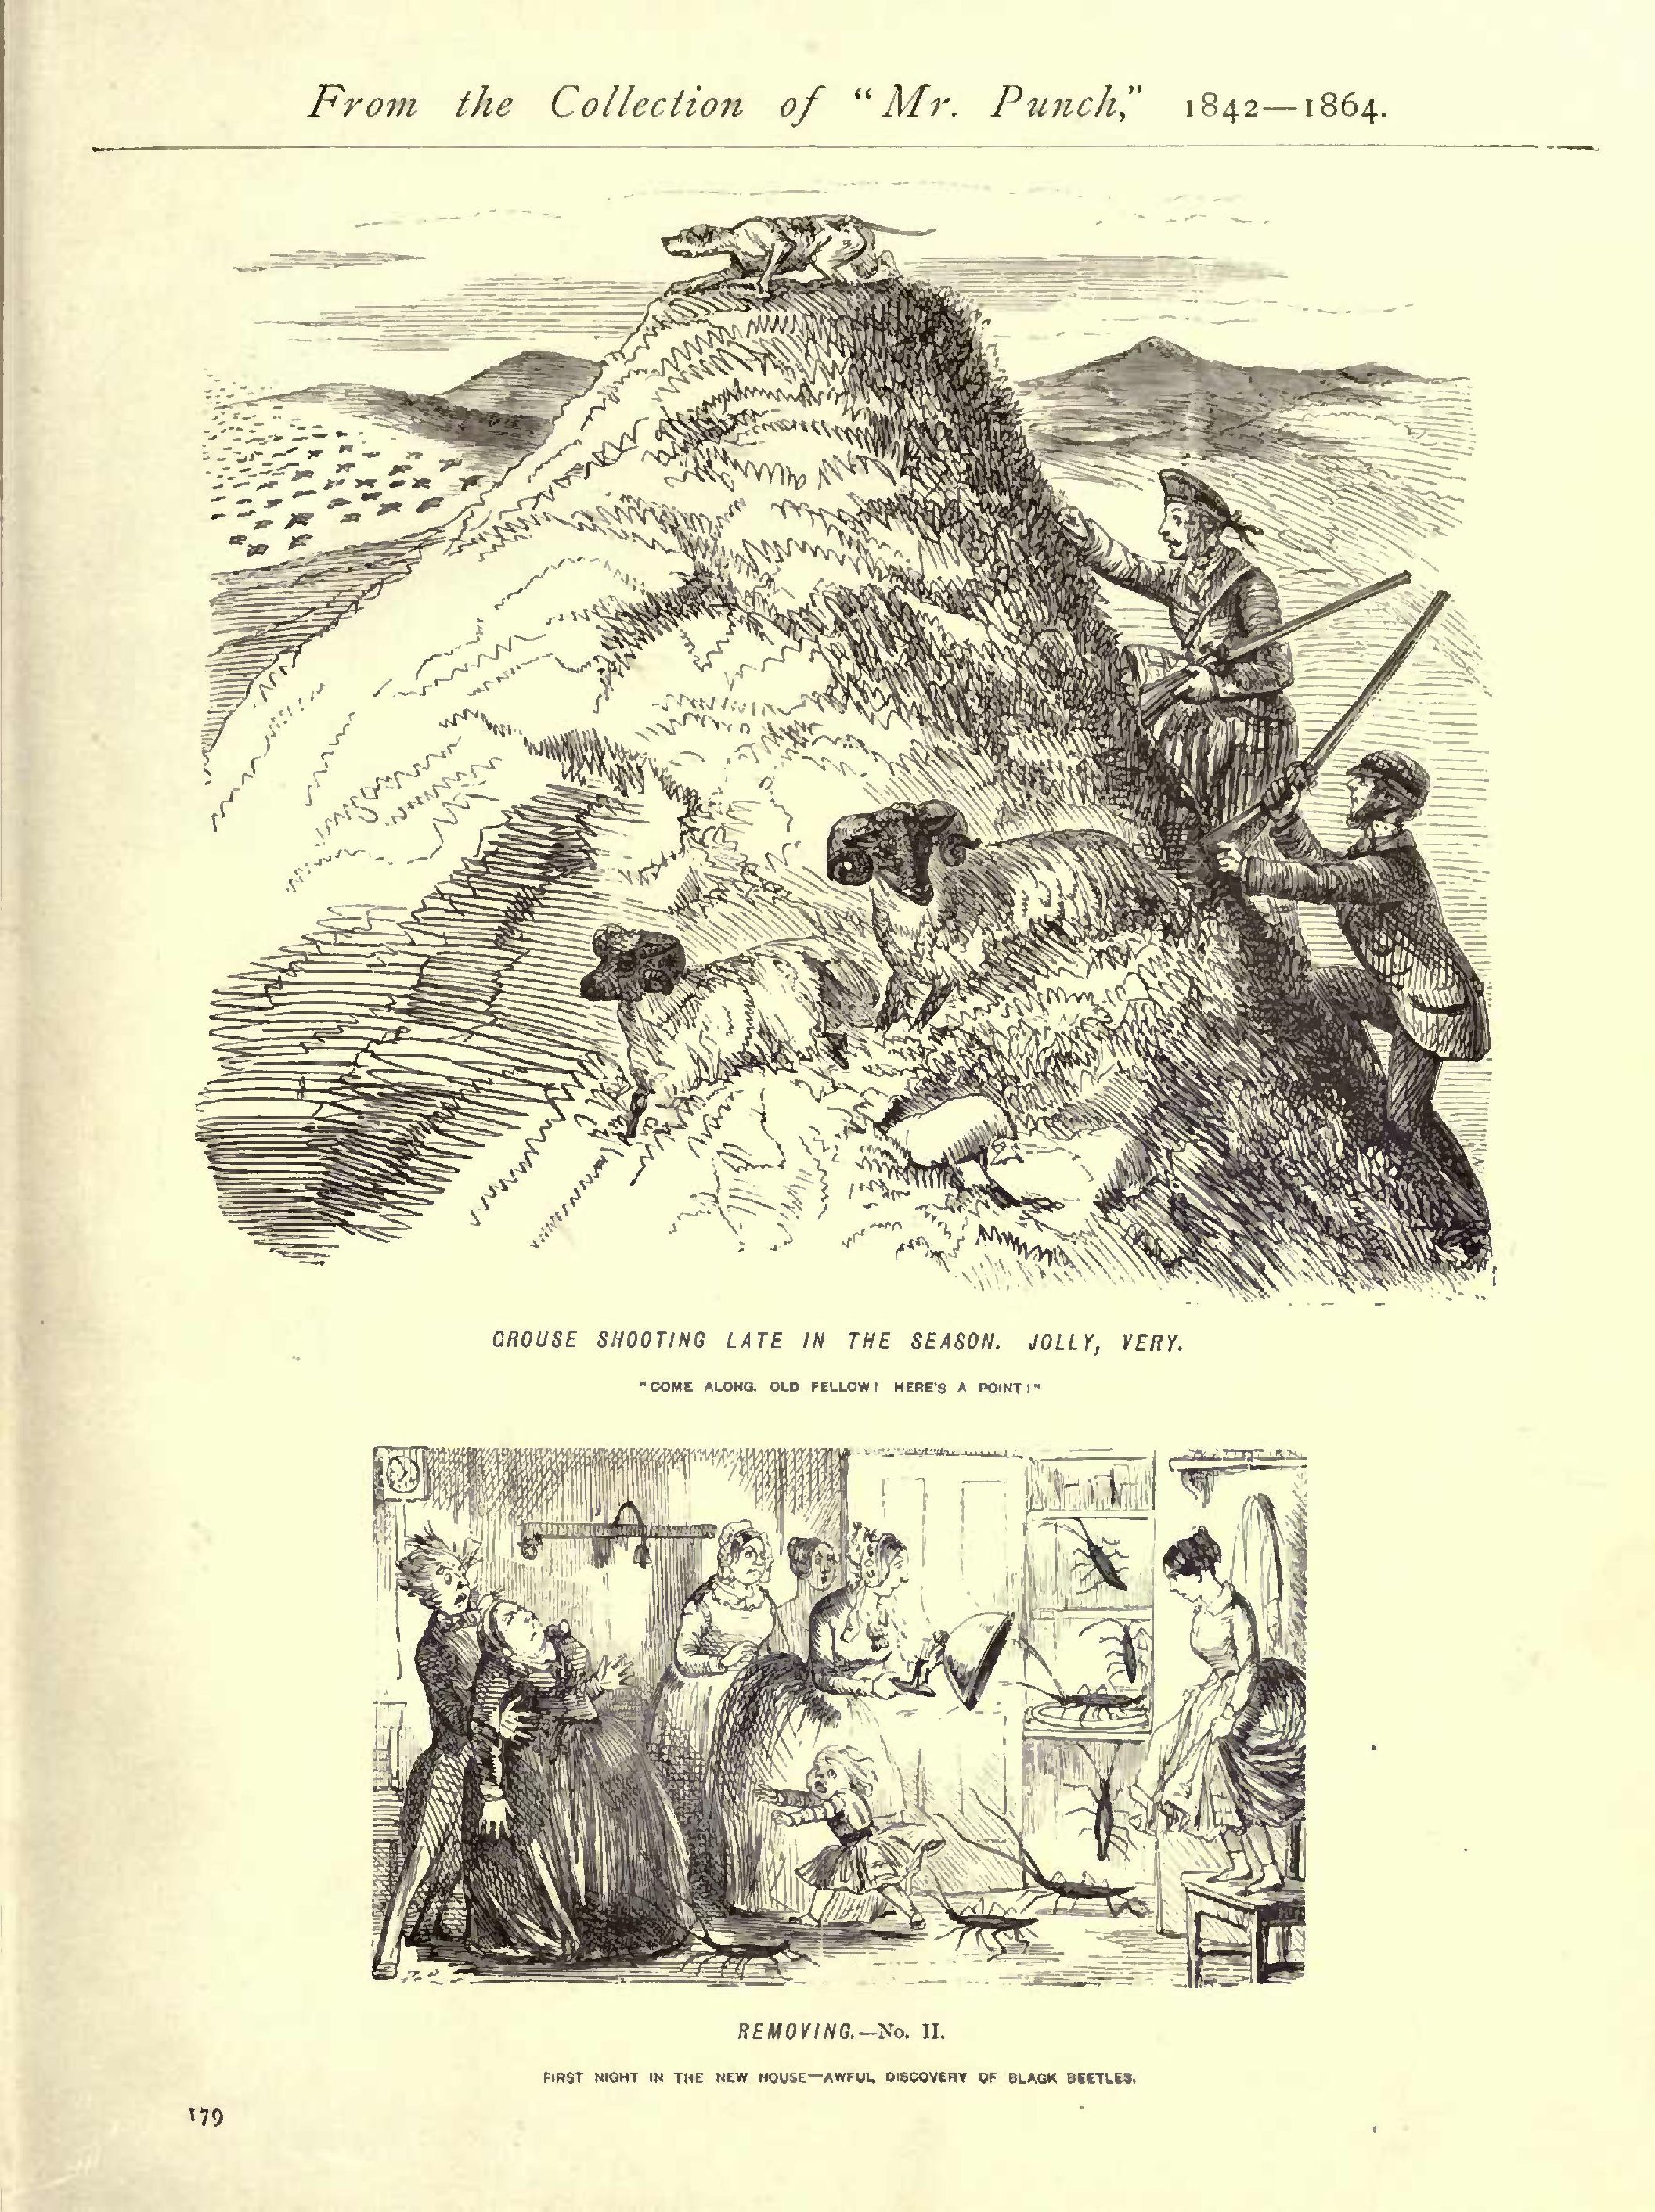 From the Collection of “Mr. Punch,” 1842—1864.
GROUSE SHOOTING LATE IN THE SEASON. JOLLY, VERY.
"COME ALONG, OLD FELLOW! HERE'S A POINT!"
REMOVING.—No. II.
FIRST NIGHT IN THE NEW HOUSE—AWFUL DISCOVERY OF BLACK BEETLES.
179